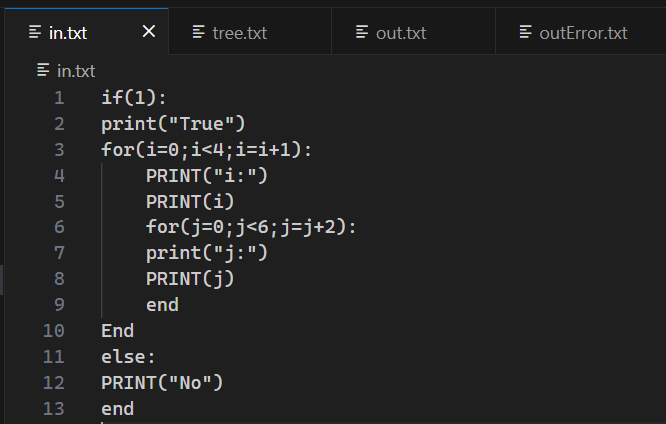 in.txt
tree.txt
out.txt
outError.txt
in.txt
1 if(1):
2 print("True")
3 for(i=0;i<4;i=i+1):
4     PRINT("i:")
5     PRINT(i)
6     for(j=0;j<6;j=j+2):
7     print("j:")
8     PRINT(j)
9     end
10 End
11 else:
12 PRINT("No")
13 end